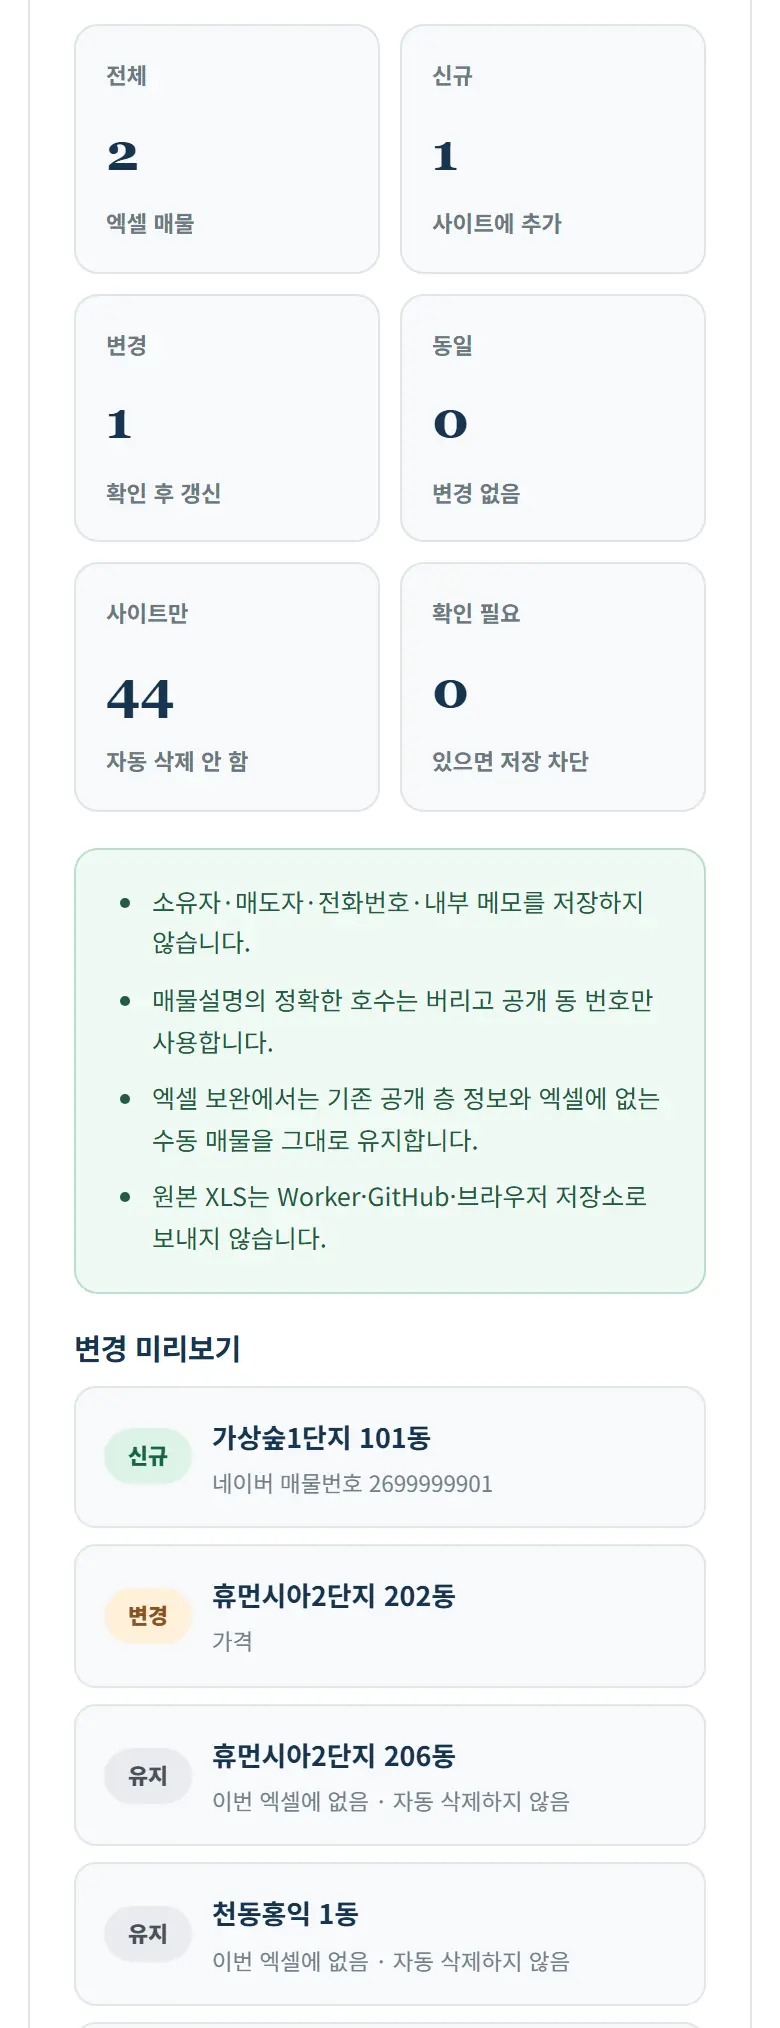 전체
2
엑셀 매물
신규
1
사이트에 추가
변경
1
확인 후 갱신
동일
0
변경 없음
사이트만
44
자동 삭제 안 함
확인 필요
0
있으면 저장 차단
소유자·매도자·전화번호·내부 메모를 저장하지
않습니다.
매물설명의 정확한 호수는 버리고 공개 동 번호만
사용합니다.
엑셀 보완에서는 기존 공개 층 정보와 엑셀에 없는
수동 매물을 그대로 유지합니다.
원본 XLS는 Worker·GitHub·브라우저 저장소로
보내지 않습니다.
변경 미리보기
신규
가상숲1단지 101동
네이버 매물번호 2699999901
변경
휴먼시아2단지 202동
가격
유지
휴먼시아2단지 206동
이번 엑셀에 없음 · 자동 삭제하지 않음
유지
천동홍익 1동
이번 엑셀에 없음 · 자동 삭제하지 않음